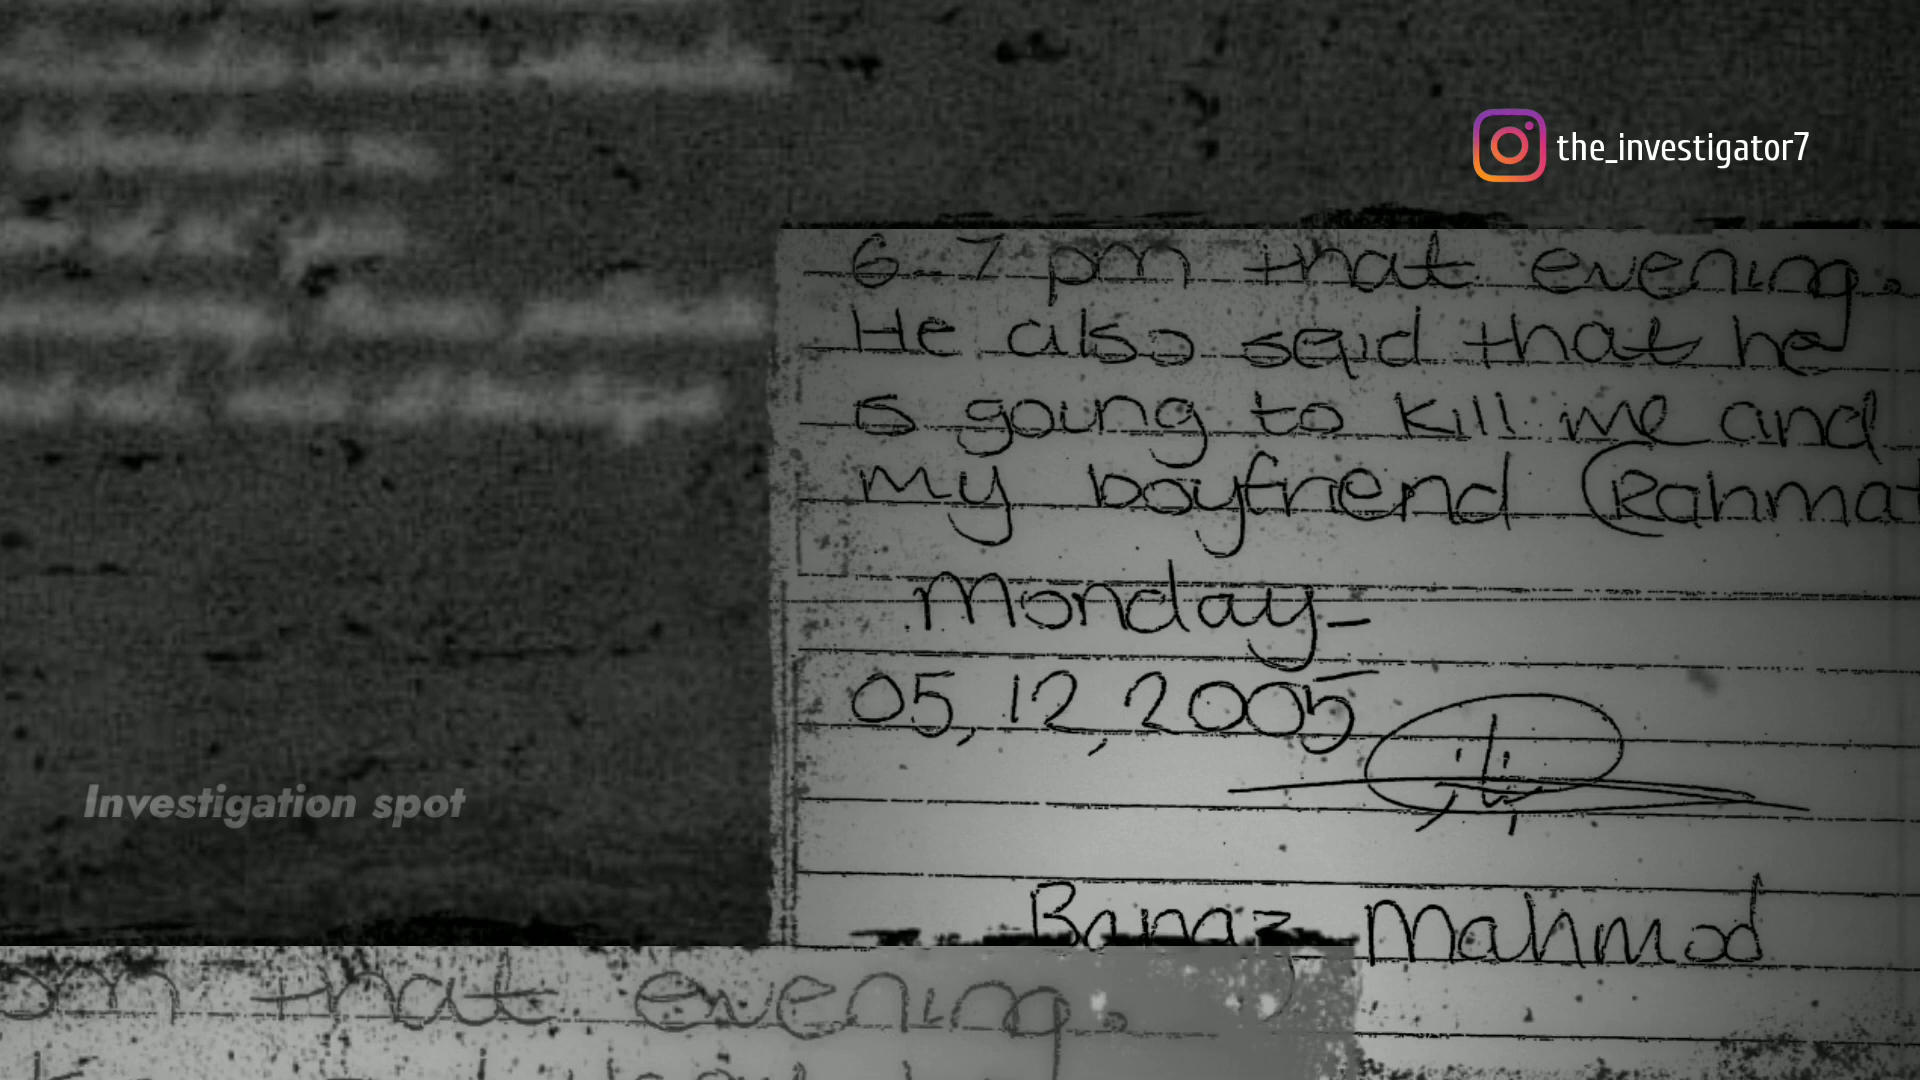 the_investigator7
6-7 pm that evening.
He also said that he
is going to kill me and
my boyfriend (Rahmat
Monday-
05,12,2005
Investigation spot
Banaz Mahmod
pm that evening.